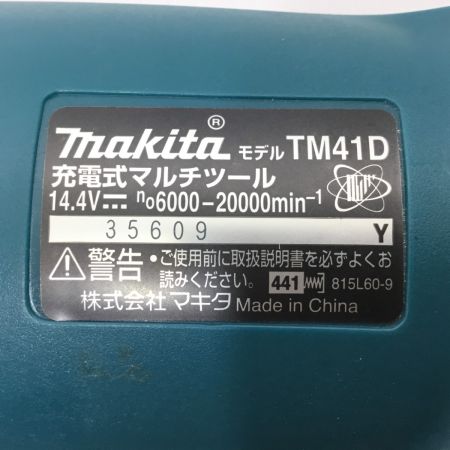 makita® モデル TM41D
充電式マルチツール
14.4V⎓ n₀6000-20000min⁻¹
35609 Y
⚠警告・ご使用前に取扱説明書を必ずよくお
読みください。 441 815L60-9
株式会社マキタ Made in China